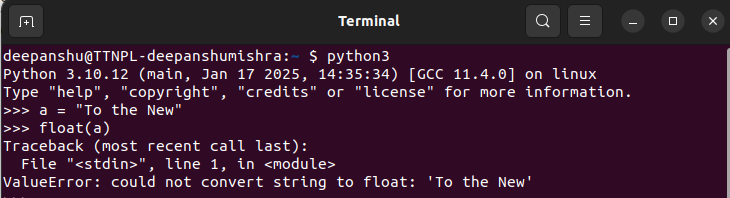 Terminal
deepanshu@TTNPL-deepanshumishra:~ $ python3
Python 3.10.12 (main, Jan 17 2025, 14:35:34) [GCC 11.4.0] on linux
Type "help", "copyright", "credits" or "license" for more information.
>>> a = "To the New"
>>> float(a)
Traceback (most recent call last):
  File "<stdin>", line 1, in <module>
ValueError: could not convert string to float: 'To the New'